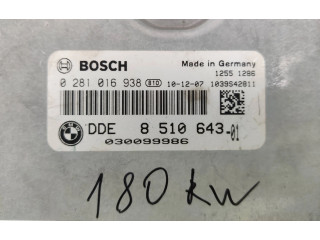 BOSCH
Made in Germany
1255 1286
0 281 016 938 810 10-12-07 1039S42811
DDE 8 510 643-01
030099986
180 kw